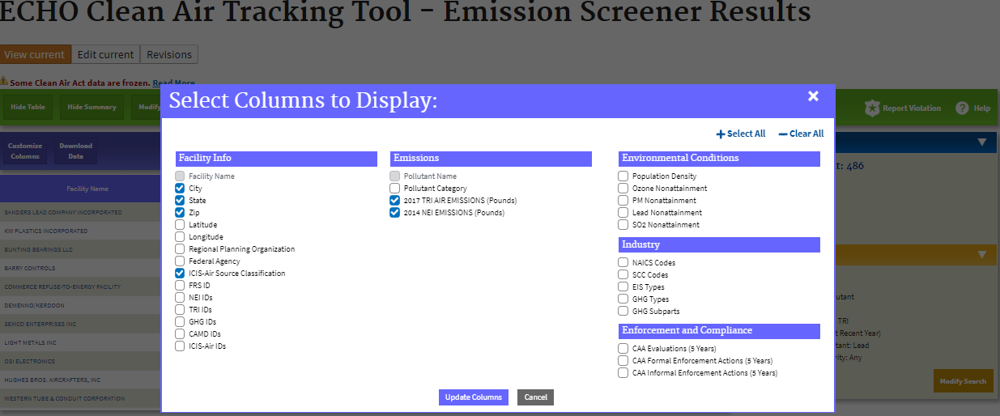 ECHO Clean Air Tracking Tool - Emission Screener Results
View current
Edit current
Revisions
Some Clean Air Act data are frozen. Read More
Hide Table
Hide Summary
Modify
Report Violation
Help
Customize
Columns
Download
Data
Facility Name
SANDERS LEAD COMPANY INCORPORATED
KW PLASTICS INCORPORATED
BUNTING BEARINGS LLC
BARRY CONTROLS
COMMERCE REFUSE-TO-ENERGY FACILITY
DEMENNO/KERDOON
SEMCO ENTERPRISES INC
LIGHT METALS INC
OSI ELECTRONICS
HUGHES BROS. AIRCRAFTERS, INC
WESTERN TUBE & CONDUIT CORPORATION
Select Columns to Display:
Select All
Clear All
Facility Info
Facility Name
City
State
Zip
Latitude
Longitude
Regional Planning Organization
Federal Agency
ICIS-Air Source Classification
FRS ID
NEI IDs
TRI IDs
GHG IDs
CAMD IDs
ICIS-Air IDs
Emissions
Pollutant Name
Pollutant Category
2017 TRI AIR EMISSIONS (Pounds)
2014 NEI EMISSIONS (Pounds)
Environmental Conditions
Population Density
Ozone Nonattainment
PM Nonattainment
Lead Nonattainment
SO2 Nonattainment
Industry
NAICS Codes
SCC Codes
EIS Types
GHG Types
GHG Subparts
Enforcement and Compliance
CAA Evaluations (5 Years)
CAA Formal Enforcement Actions (5 Years)
CAA Informal Enforcement Actions (5 Years)
Update Columns
Cancel
t: 486
utant
TRI
t Recent Year)
tant: Lead
rity: Any
Modify Search